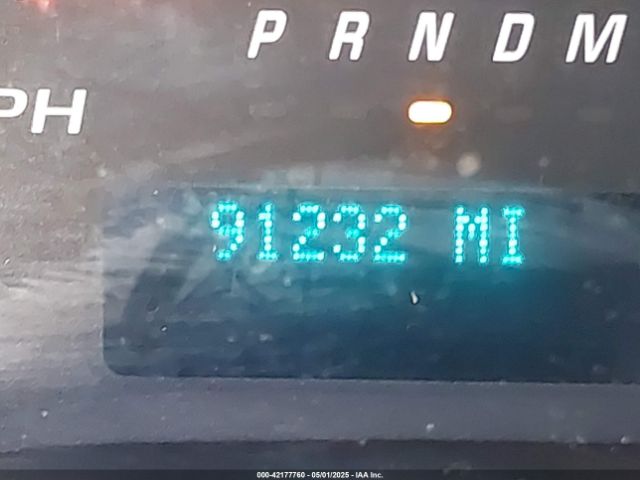 P R N D M
PH
91232 MI
000-42177760 - 05/01/2025 - IAA Inc.